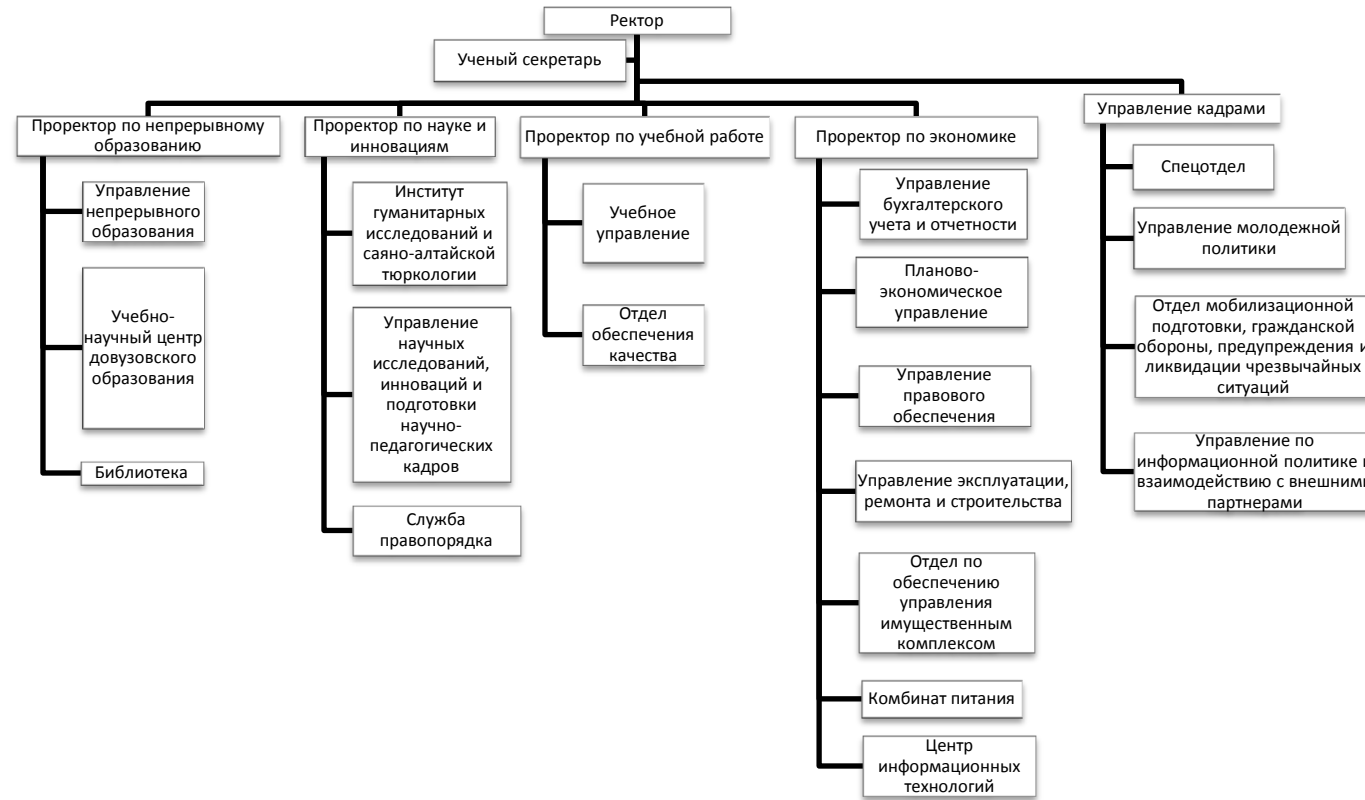 Ректор
Ученый секретарь
Проректор по непрерывному
образованию
Управление
непрерывного
образования
Учебно-
научный центр
довузовского
образования
Библиотека
Проректор по науке и
инновациям
Институт
гуманитарных
исследований и
саяно-алтайской
тюркологии
Управление
научных
исследований,
инноваций и
подготовки
научно-
педагогических
кадров
Служба
правопорядка
Проректор по учебной работе
Учебное
управление
Отдел
обеспечения
качества
Проректор по экономике
Управление
бухгалтерского
учета и отчетности
Планово-
экономическое
управление
Управление
правового
обеспечения
Управление эксплуатации,
ремонта и строительства
Отдел по
обеспечению
управления
имущественным
комплексом
Комбинат питания
Центр
информационных
технологий
Управление кадрами
Спецотдел
Управление молодежной
политики
Отдел мобилизационной
подготовки, гражданской
обороны, предупреждения и
ликвидации чрезвычайных
ситуаций
Управление по
информационной политике и
взаимодействию с внешними
партнерами